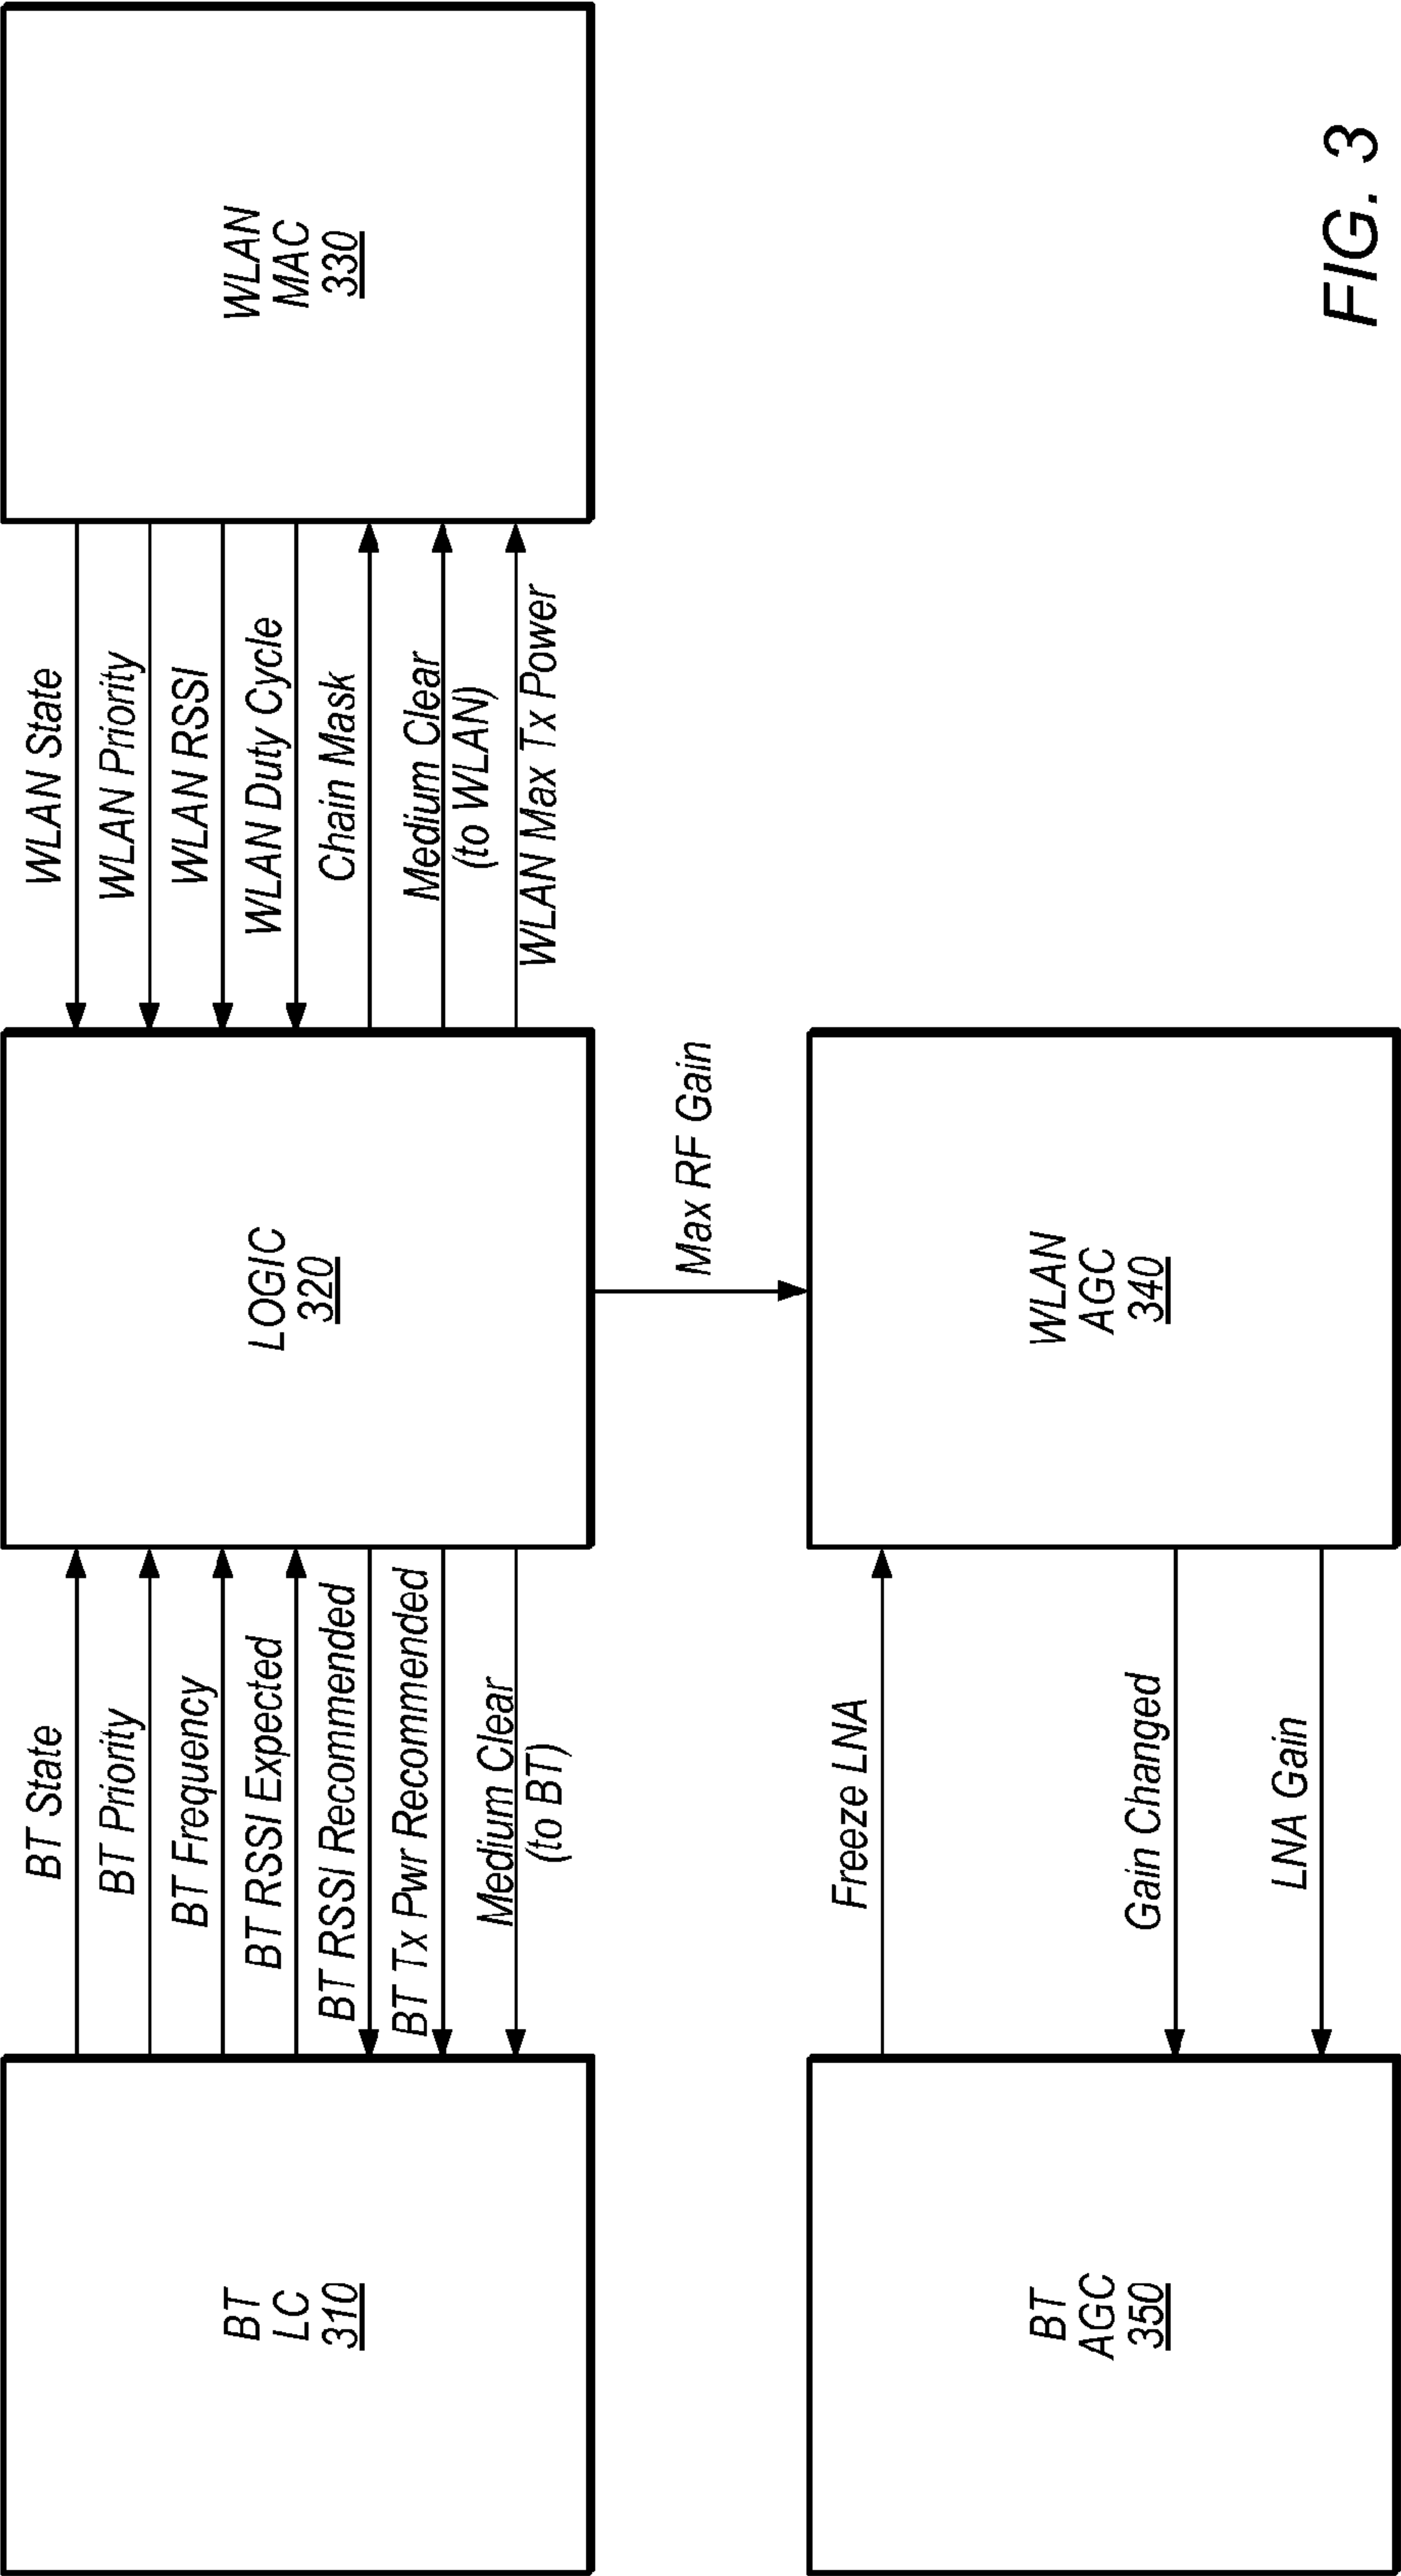 BT
LC
310
BT State
BT Priority
BT Frequency
BT RSSI Expected
BT RSSI Recommended
BT Tx Pwr Recommended
Medium Clear
(to BT)
LOGIC
320
WLAN State
WLAN Priority
WLAN RSSI
WLAN Duty Cycle
Chain Mask
Medium Clear
(to WLAN)
WLAN Max Tx Power
WLAN
MAC
330
Max RF Gain
BT
AGC
350
Freeze LNA
Gain Changed
LNA Gain
WLAN
AGC
340
FIG. 3